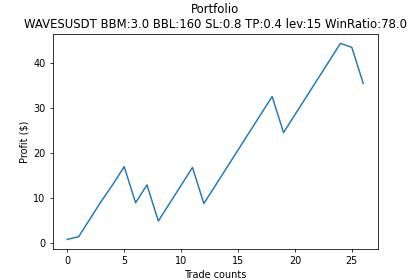 Portfolio
WAVESUSDT BBM:3.0 BBL:160 SL:0.8 TP:0.4 lev:15 WinRatio:78.0
Profit ($)
40
30
20
10
0
0 5 10 15 20 25
Trade counts